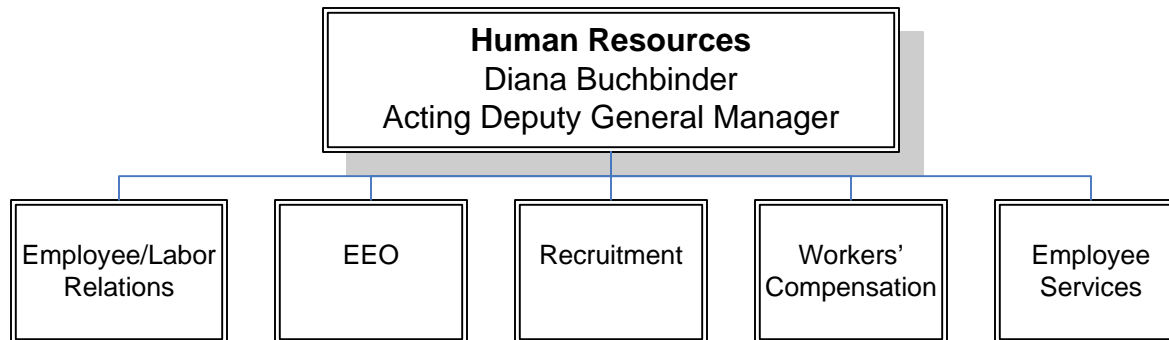 Human Resources
Diana Buchbinder
Acting Deputy General Manager
Employee/Labor
Relations
EEO
Recruitment
Workers’
Compensation
Employee
Services